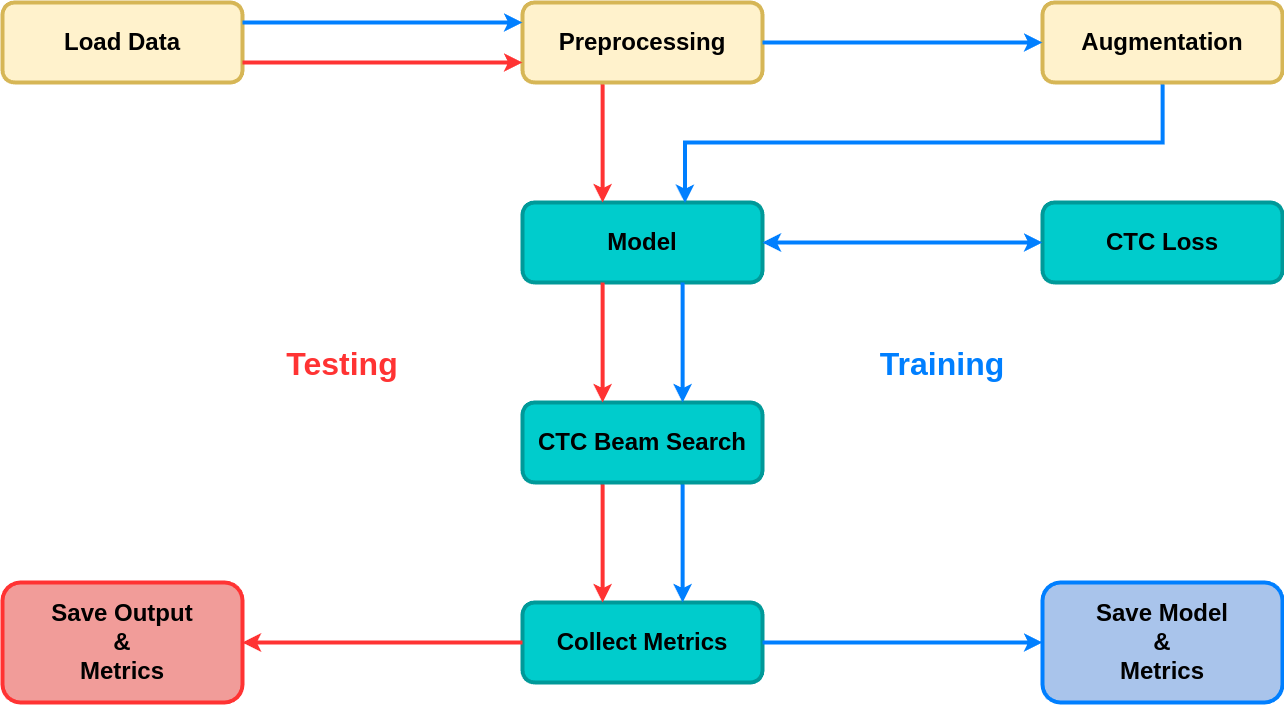 Load Data
Preprocessing
Augmentation
Model
CTC Loss
Testing
Training
CTC Beam Search
Save Output
&
Metrics
Collect Metrics
Save Model
&
Metrics